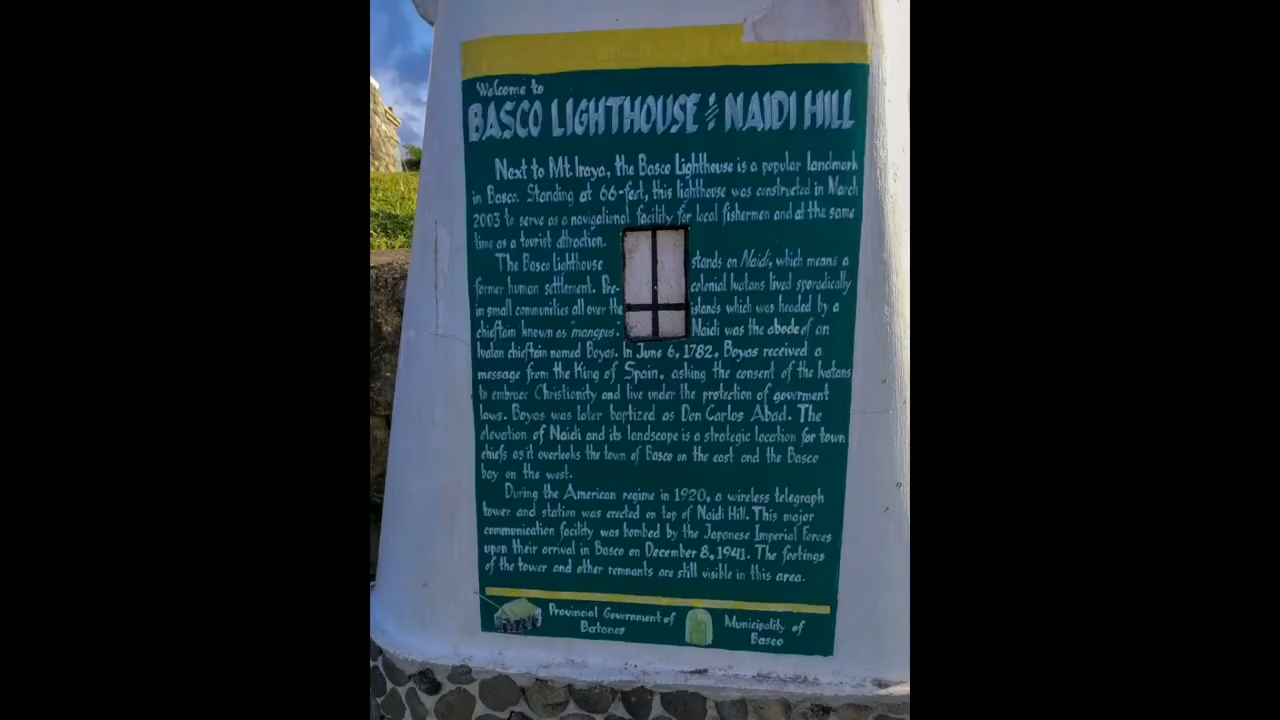 Welcome to
BASCO LIGHTHOUSE & NAIDI HILL
Next to Mt. Iraya, the Basco Lighthouse is a popular landmark
in Basco. Standing at 66-feet, this lighthouse was constructed in March
2003 to serve as a navigational facility for local fishermen and at the same
time as a tourist attraction.
The Basco Lighthouse stands on Naidi, which means a
former human settlement. Pre- colonial Ivatans lived sporadically
in small communities all over the islands which was headed by a
chieftain known as "mangpus". Naidi was the abode of an
Ivatan chieftain named Boyas. In June 6, 1782, Boyas received a
message from the King of Spain, asking the consent of the Ivatans
to embrace Christianity and live under the protection of goverment
laws. Boyas was later baptized as Don Carlos Abad. The
elevation of Naidi and its landscape is a strategic location for town
chiefs as it overlooks the town of Basco on the east and the Basco
bay on the west.
During the American regime in 1920, a wireless telegraph
tower and station was erected on top of Naidi Hill. This major
communication facility was bombed by the Japanese Imperial Forces
upon their arrival in Basco on December 8, 1941. The footings
of the tower and other remnants are still visible in this area.
Provincial Government of
Batanes
Municipality of
Basco